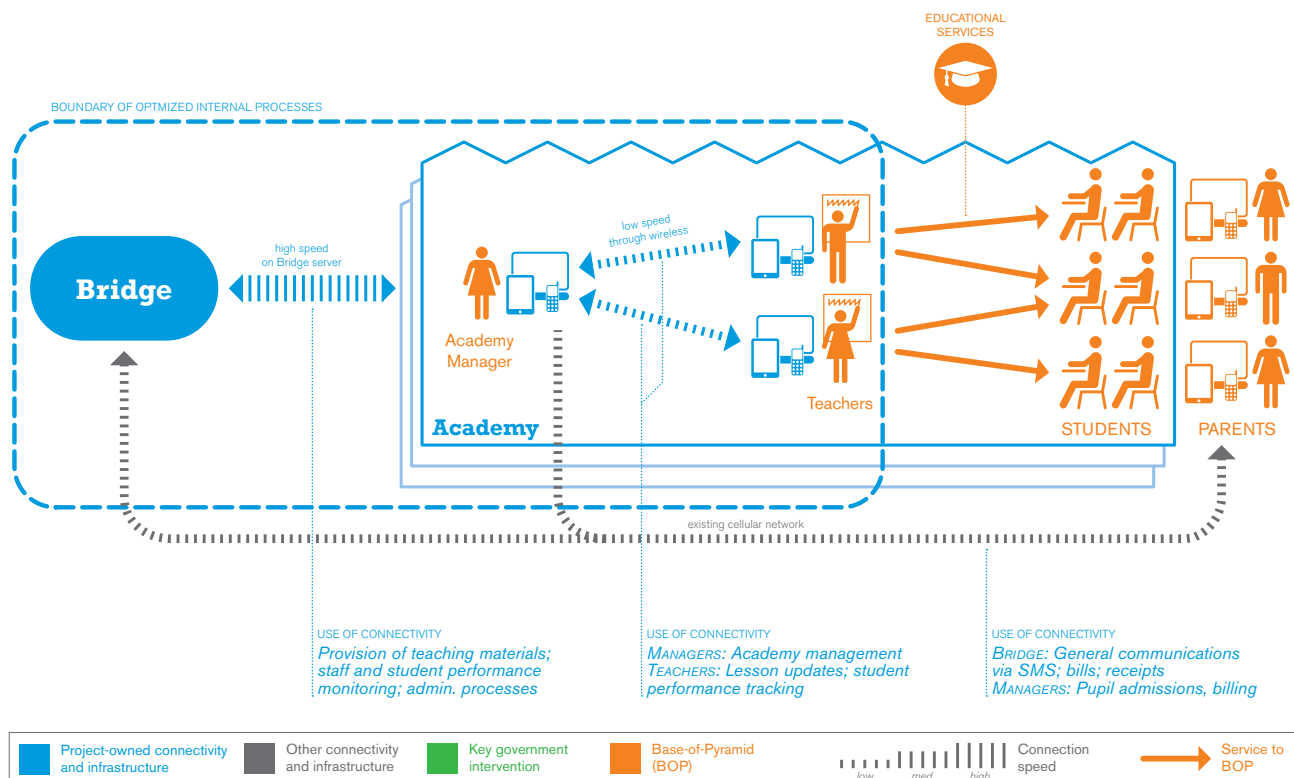 EDUCATIONAL
SERVICES
BOUNDARY OF OPTMIZED INTERNAL PROCESSES
high speed
on Bridge server
low speed
through wireless
Bridge
Academy
Manager
Teachers
Academy
STUDENTS
PARENTS
existing cellular network
USE OF CONNECTIVITY
Provision of teaching materials;
staff and student performance
monitoring; admin. processes
USE OF CONNECTIVITY
MANAGERS: Academy management
TEACHERS: Lesson updates; student
performance tracking
USE OF CONNECTIVITY
BRIDGE: General communications
via SMS; bills; receipts
MANAGERS: Pupil admissions, billing
Project-owned connectivity
and infrastructure
Other connectivity
and infrastructure
Key government
intervention
Base-of-Pyramid
(BOP)
low med high
Connection
speed
Service to
BOP